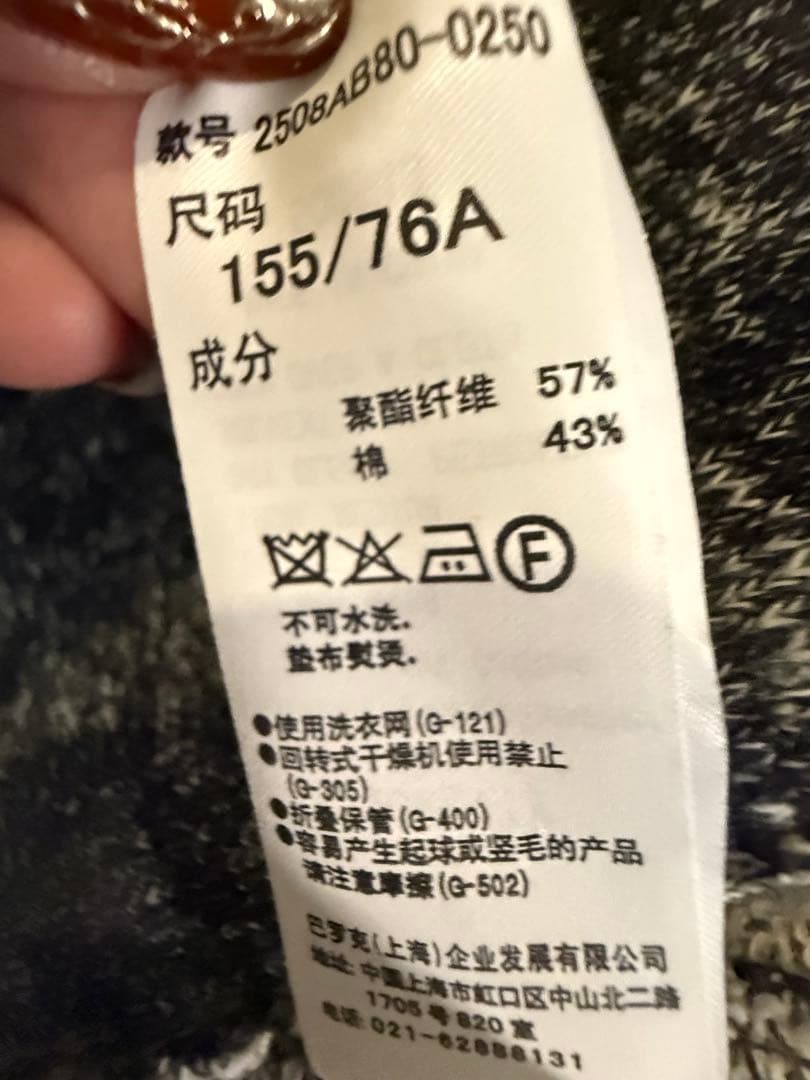 款号 2508AB80-0250
尺码
155/76A
成分
聚酯纤维 57%
棉 43%
F
不可水洗.
垫布熨烫.
●使用洗衣网(G-121)
●回转式干燥机使用禁止
(G-305)
●折叠保管(G-400)
●容易产生起球或竖毛的产品
请注意摩擦(G-502)
巴罗克(上海)企业发展有限公司
地址: 中国上海市虹口区中山北二路
1705号820室
电话: 021-62888131